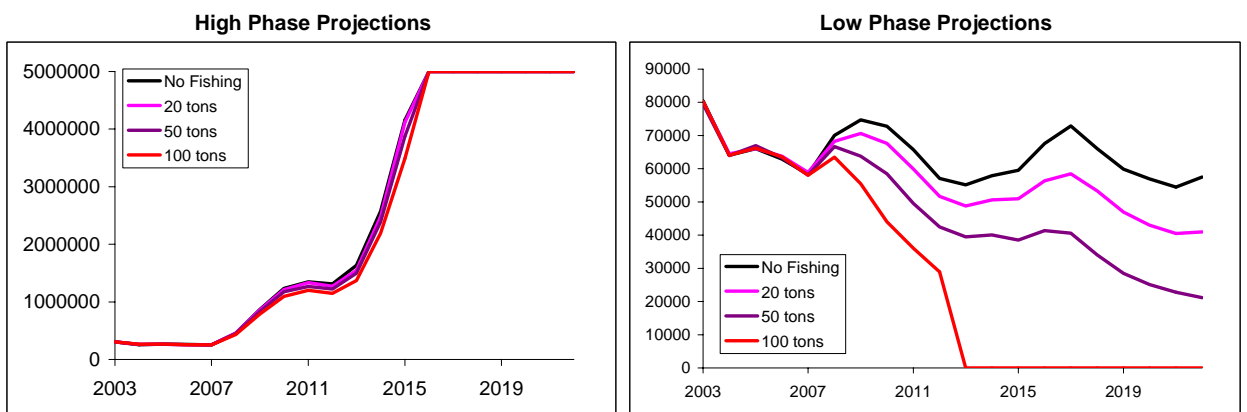 High Phase Projections
5000000
4000000
3000000
2000000
1000000
0
2003 2007 2011 2015 2019
No Fishing
20 tons
50 tons
100 tons
Low Phase Projections
90000
80000
70000
60000
50000
40000
30000
20000
10000
0
2003 2007 2011 2015 2019
No Fishing
20 tons
50 tons
100 tons